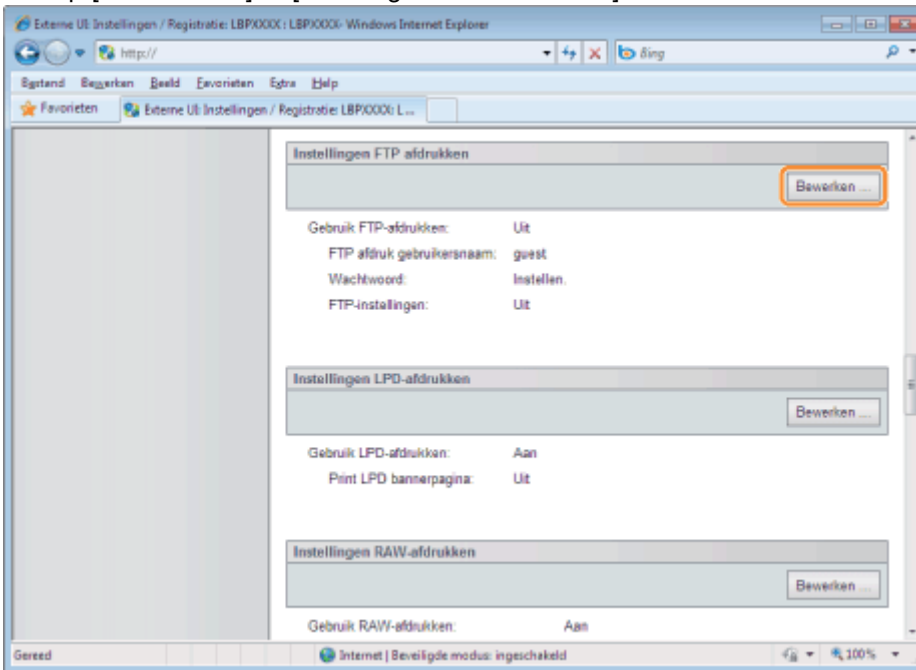 Externe UI: Instellingen / Registratie: LBPXXXX : LBPXXXX- Windows Internet Explorer
http://
Bing
Bestand Bewerken Beeld Favorieten Extra Help
Favorieten Externe UI: Instellingen / Registratie: LBPXXXX: L...
Instellingen FTP afdrukken
Bewerken ...
Gebruik FTP-afdrukken: Uit
FTP afdruk gebruikersnaam: guest
Wachtwoord: Instellen.
FTP-instellingen: Uit
Instellingen LPD-afdrukken
Bewerken ...
Gebruik LPD-afdrukken: Aan
Print LPD bannerpagina: Uit
Instellingen RAW-afdrukken
Bewerken ...
Gebruik RAW-afdrukken: Aan
Gereed Internet | Beveiligde modus: ingeschakeld 100%